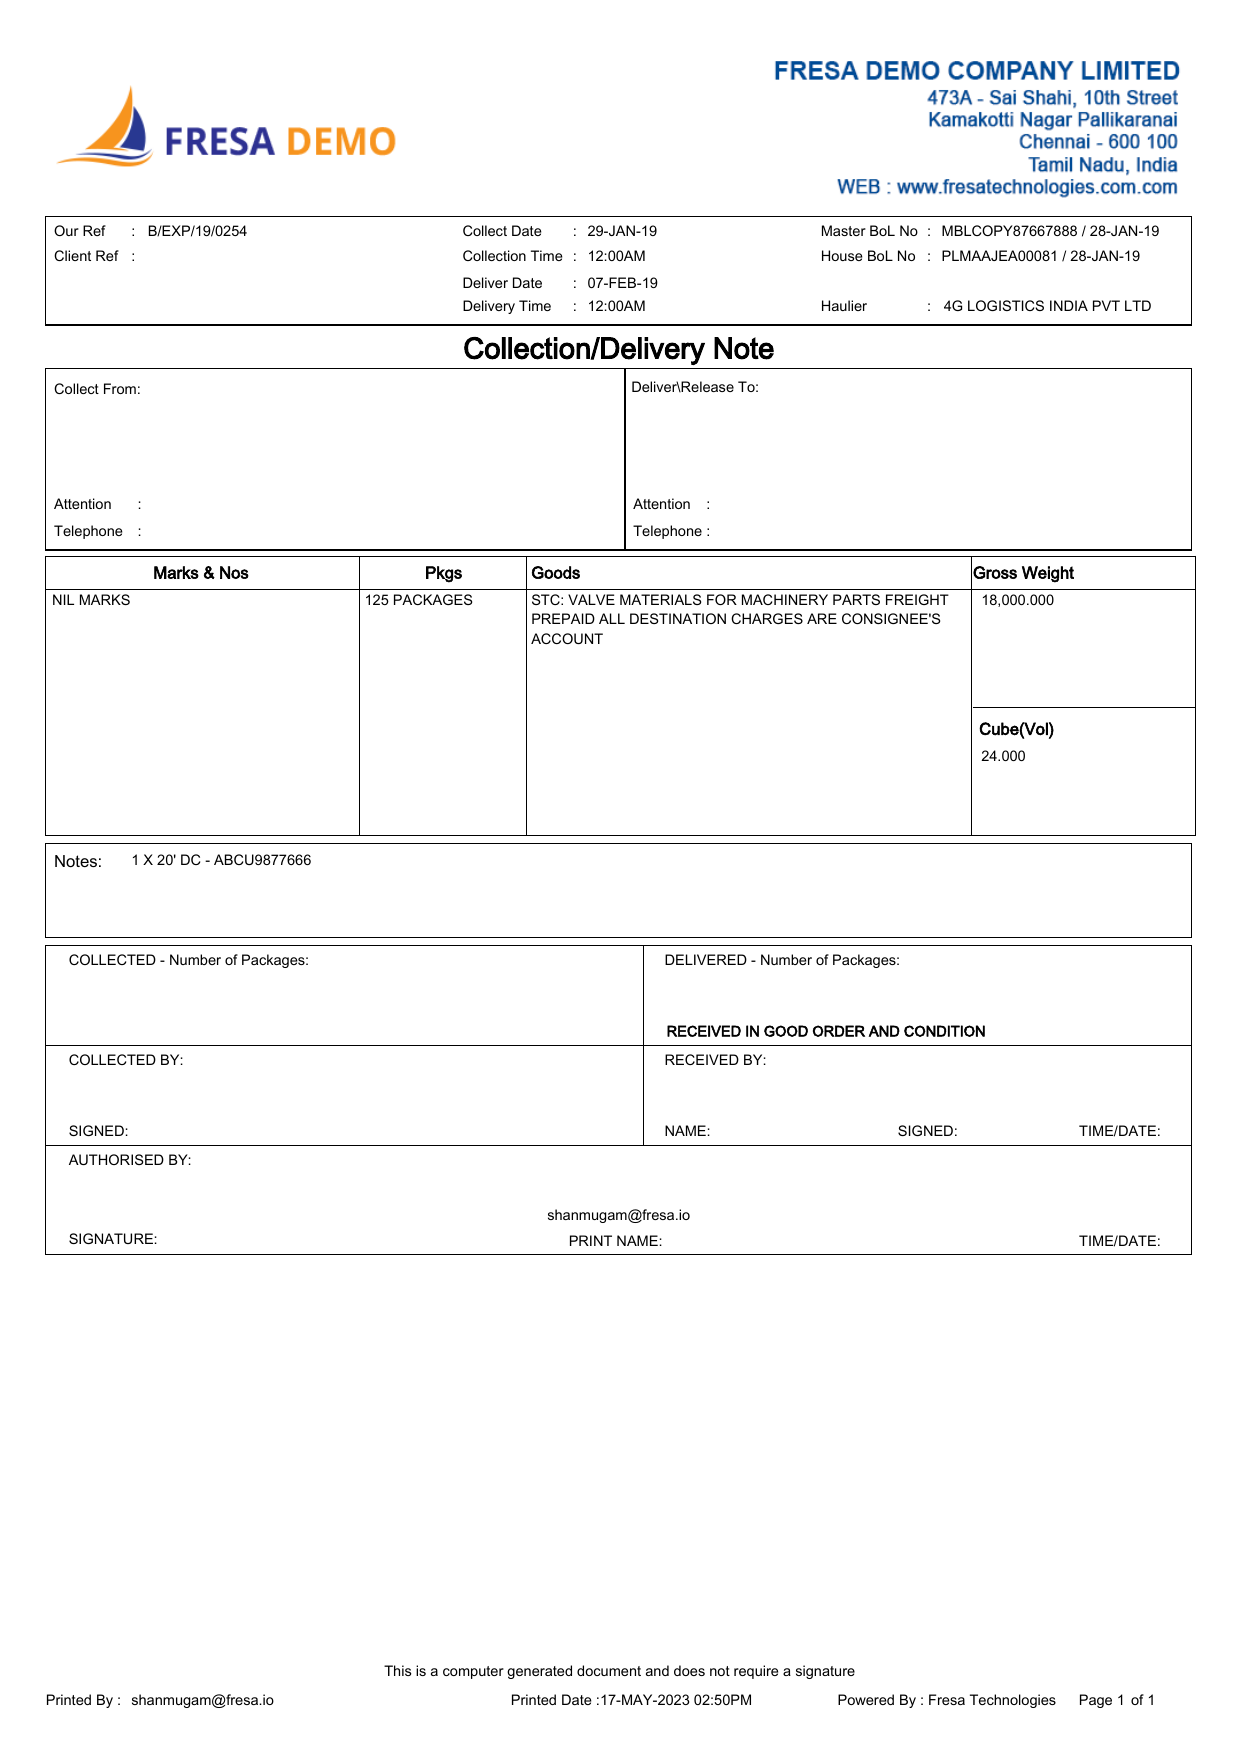 FRESA DEMO
FRESA DEMO COMPANY LIMITED
473A - Sai Shahi, 10th Street
Kamakotti Nagar Pallikaranai
Chennai - 600 100
Tamil Nadu, India
WEB : www.fresatechnologies.com.com
Our Ref : B/EXP/19/0254 Collect Date : 29-JAN-19 Master BoL No : MBLCOPY87667888 / 28-JAN-19
Client Ref : Collection Time : 12:00AM House BoL No : PLMAAJEA00081 / 28-JAN-19
Deliver Date : 07-FEB-19
Delivery Time : 12:00AM Haulier : 4G LOGISTICS INDIA PVT LTD
Collection/Delivery Note
Collect From: Deliver\Release To:
Attention : Attention :
Telephone : Telephone :
Marks & Nos Pkgs Goods Gross Weight
NIL MARKS 125 PACKAGES STC: VALVE MATERIALS FOR MACHINERY PARTS FREIGHT 18,000.000
PREPAID ALL DESTINATION CHARGES ARE CONSIGNEE'S
ACCOUNT
Cube(Vol)
24.000
Notes: 1 X 20' DC - ABCU9877666
COLLECTED - Number of Packages: DELIVERED - Number of Packages:
RECEIVED IN GOOD ORDER AND CONDITION
COLLECTED BY: RECEIVED BY:
SIGNED: NAME: SIGNED: TIME/DATE:
AUTHORISED BY:
shanmugam@fresa.io
SIGNATURE: PRINT NAME: TIME/DATE:
This is a computer generated document and does not require a signature
Printed By : shanmugam@fresa.io Printed Date :17-MAY-2023 02:50PM Powered By : Fresa Technologies Page 1 of 1